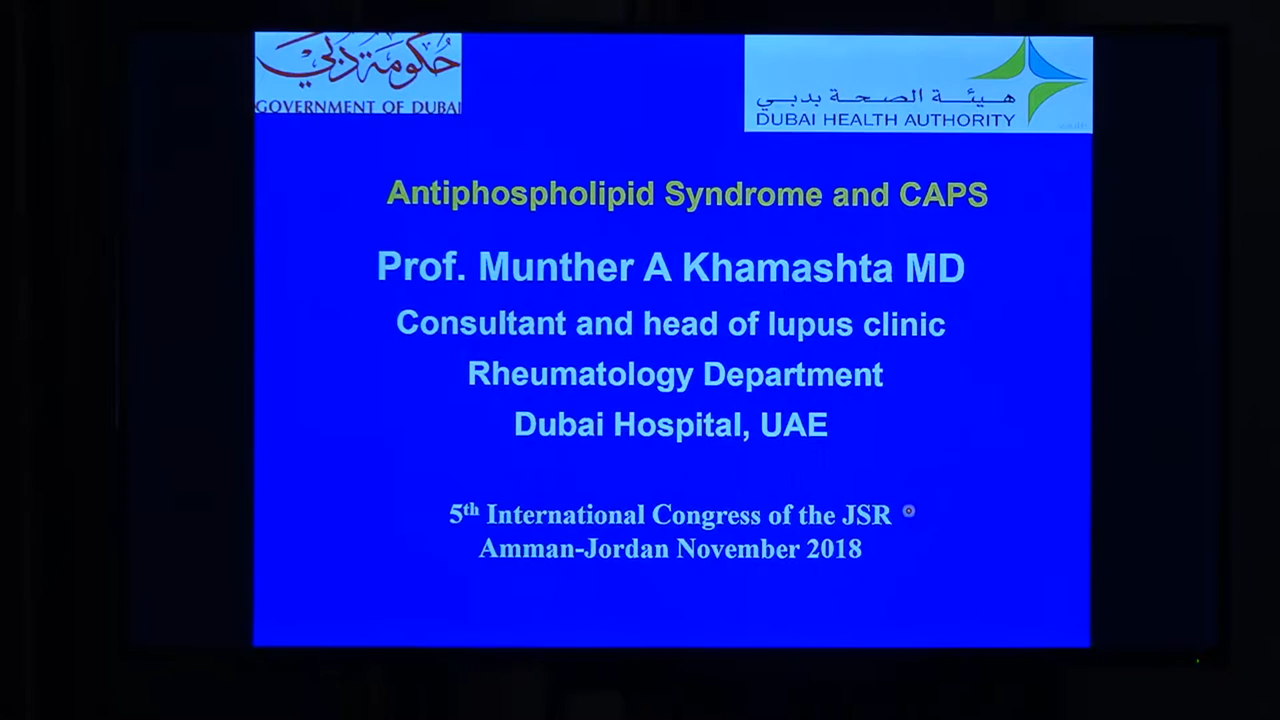 حكومة دبي
GOVERNMENT OF DUBAI
هيئة الصحة بدبي
DUBAI HEALTH AUTHORITY
Antiphospholipid Syndrome and CAPS
Prof. Munther A Khamashta MD
Consultant and head of lupus clinic
Rheumatology Department
Dubai Hospital, UAE
5th International Congress of the JSR
Amman-Jordan November 2018